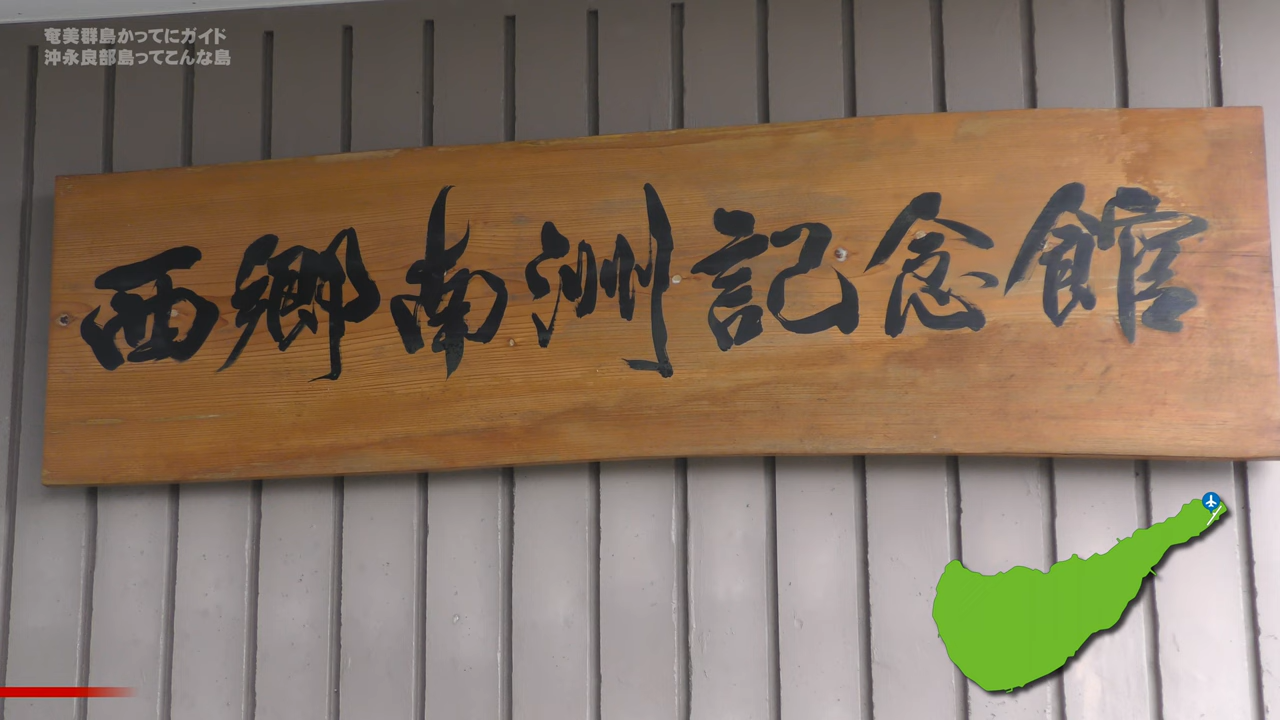 奄美群島かってにガイド
沖永良部島ってこんな島
西郷南洲記念館